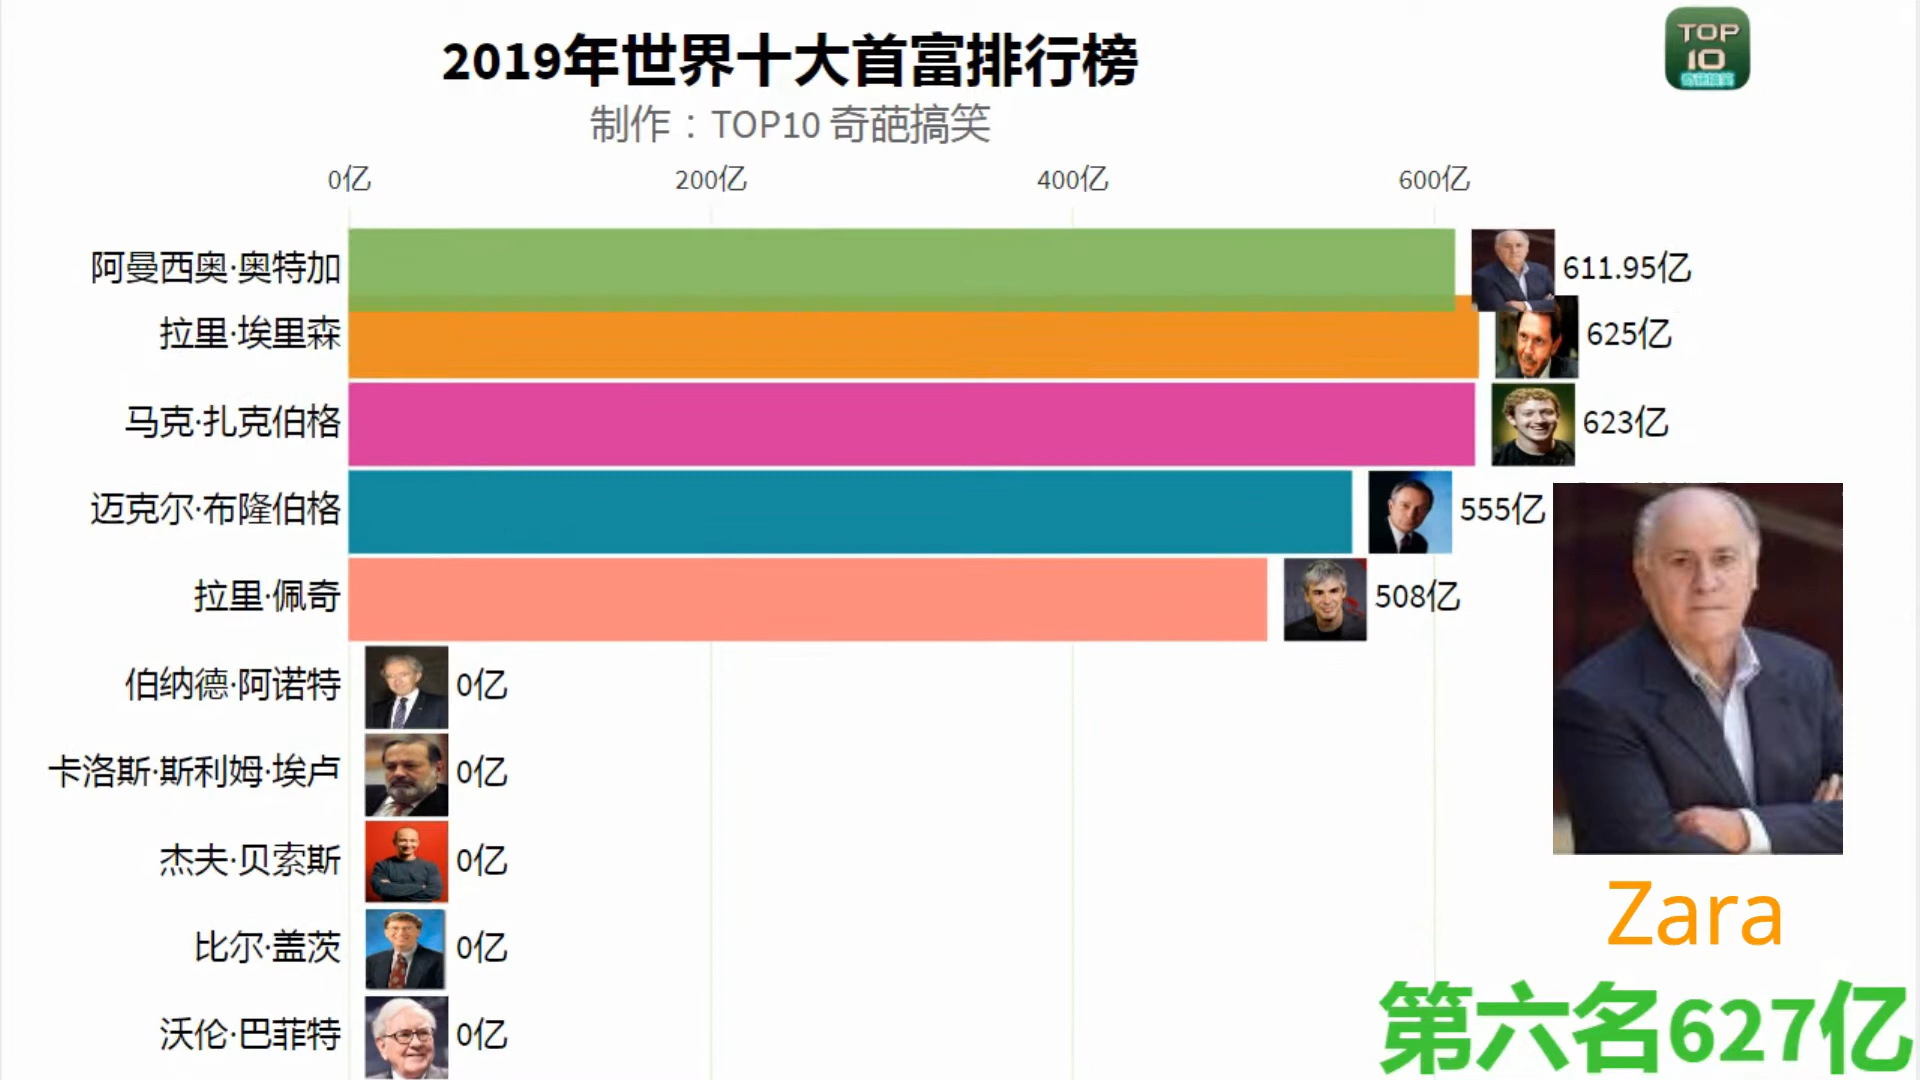 2019年世界十大首富排行榜
制作：TOP10 奇葩搞笑
TOP
10
奇葩搞笑
0亿 200亿 400亿 600亿
阿曼西奥·奥特加 611.95亿
拉里·埃里森 625亿
马克·扎克伯格 623亿
迈克尔·布隆伯格 555亿
拉里·佩奇 508亿
伯纳德·阿诺特 0亿
卡洛斯·斯利姆·埃卢 0亿
杰夫·贝索斯 0亿
比尔·盖茨 0亿
沃伦·巴菲特 0亿
Zara
第六名627亿